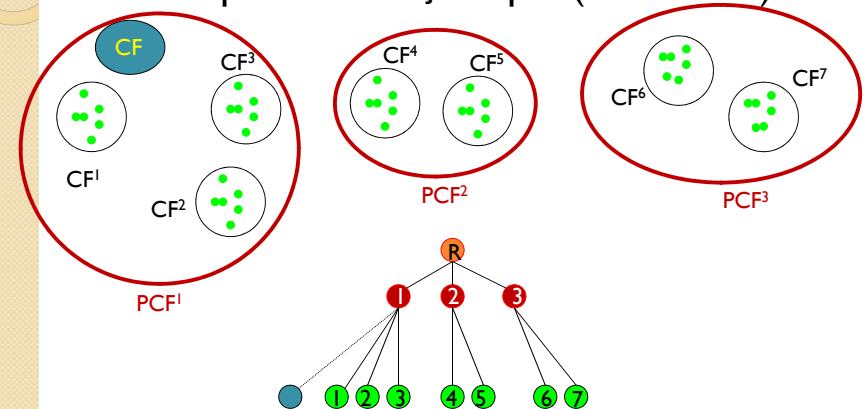 CF
CF³
CF¹
CF²
PCF¹
CF⁴
CF⁵
PCF²
CF⁶
CF⁷
PCF³
R
1 2 3
1 2 3 4 5 6 7